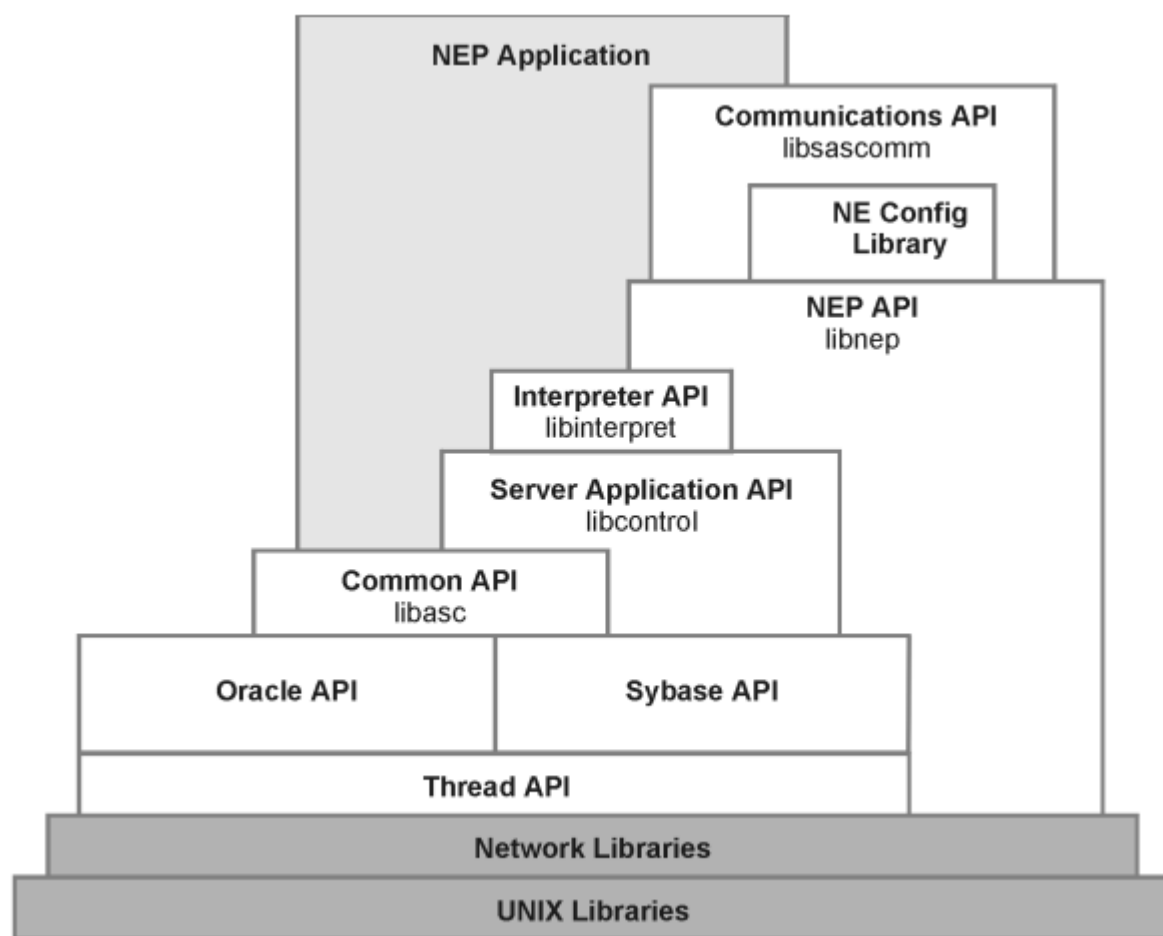 NEP Application
Communications API
libsascomm
NE Config
Library
NEP API
libnep
Interpreter API
libinterpret
Server Application API
libcontrol
Common API
libasc
Oracle API
Sybase API
Thread API
Network Libraries
UNIX Libraries